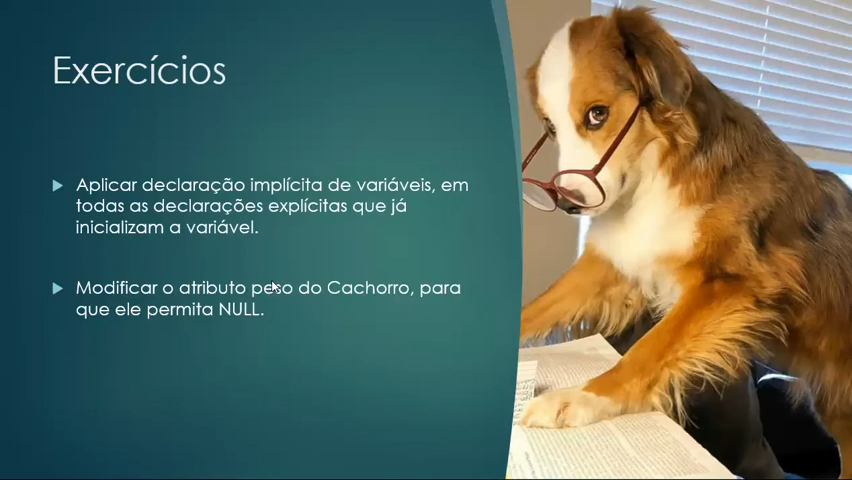 Exercícios
Aplicar declaração implícita de variáveis, em
todas as declarações explícitas que já
inicializam a variável.
Modificar o atributo peso do Cachorro, para
que ele permita NULL.